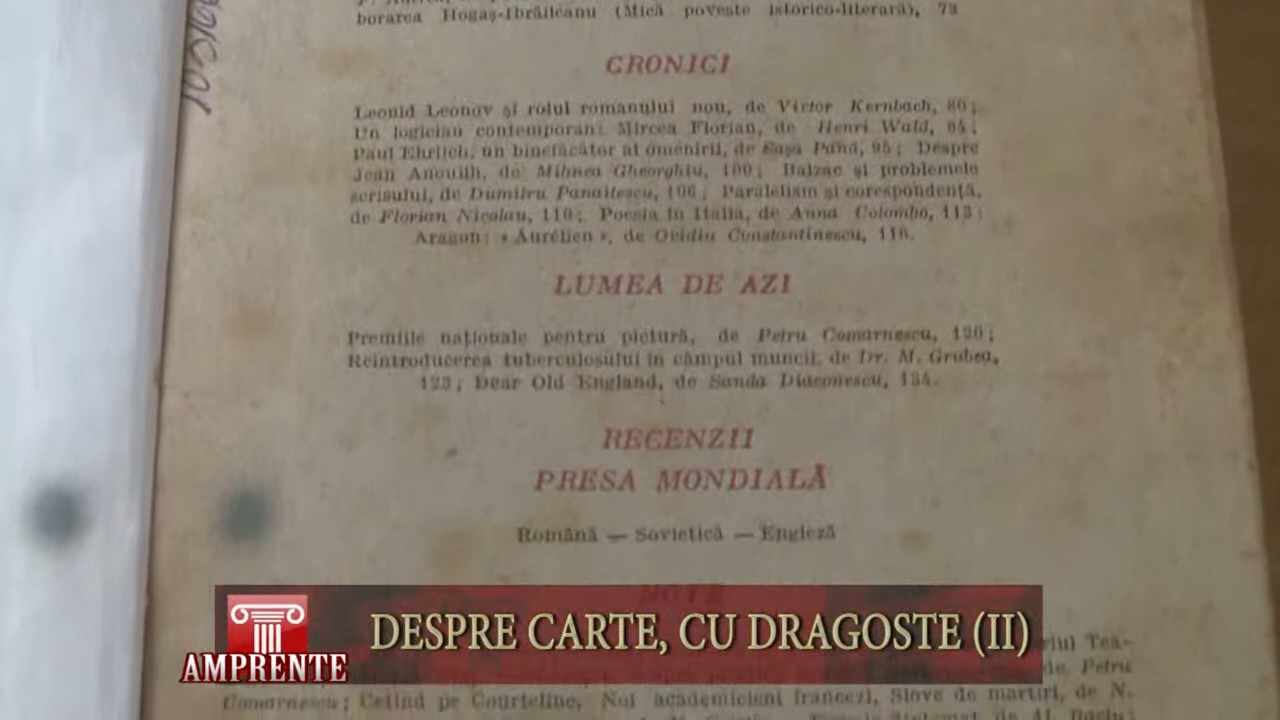 borarea Hogaș-Ibrăileanu (Mică poveste istorico-literară), 73
CRONICI
Leonid Leonov și rolul romanului nou, de Victor Kernbach, 80;
Un logician contemporan: Mircea Florian, de Henri Wald, 84;
Paul Ehrlich, un binefăcător al omenirii, de Sașa Pană, 95; Despre
Jean Anouilh, de Mihnea Gheorghiu, 100; Balzac și problemele
scrisului, de Dumitru Panaitescu, 106; Paralelism și corespondență,
de Florian Nicolau, 110; Poesia în Italia, de Anna Colombo, 113;
Aragon: «Aurélien», de Ovidiu Constantinescu, 116.
LUMEA DE AZI
Premiile naționale pentru pictură, de Petru Comarnescu, 120;
Reintroducerea tuberculosului în câmpul muncii, de Dr. M. Grubea,
123; Dear Old England, de Sanda Diaconescu, 134.
RECENZII
PRESA MONDIALĂ
Română — Sovietică — Engleză
NOTE
DESPRE CARTE, CU DRAGOSTE (II)
AMPRENTE
Tea-
de Petru
Comarnescu; Cetind pe Courteline, Noi academicieni francezi, Slove de martiri, de N.